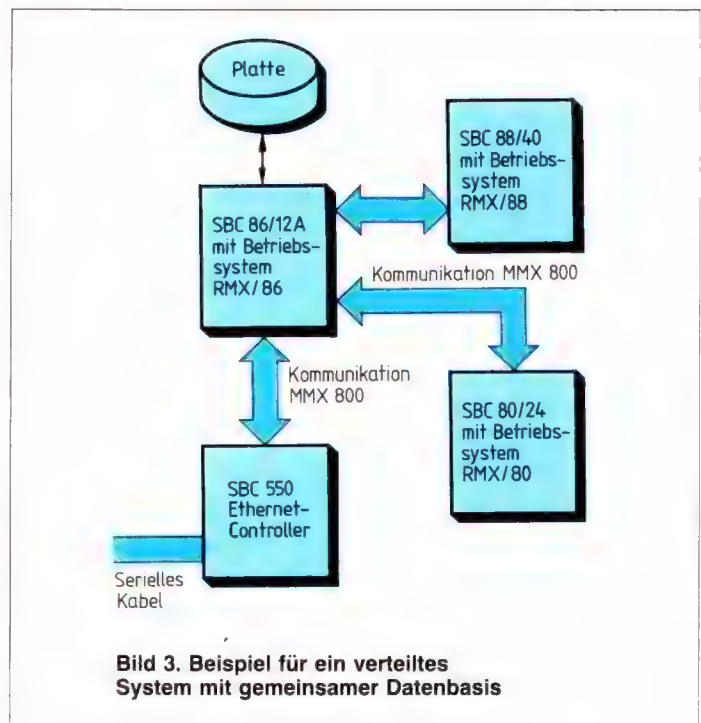 Platte
SBC 88/40
mit Betriebs-
system
RMX/88
SBC 86/12A
mit Betriebs-
system
RMX/86
Kommunikation MMX 800
Kommunikation
MMX 800
SBC 80/24
mit Betriebs-
system
RMX/80
SBC 550
Ethernet-
Controller
Serielles
Kabel
Bild 3. Beispiel für ein verteiltes
System mit gemeinsamer Datenbasis